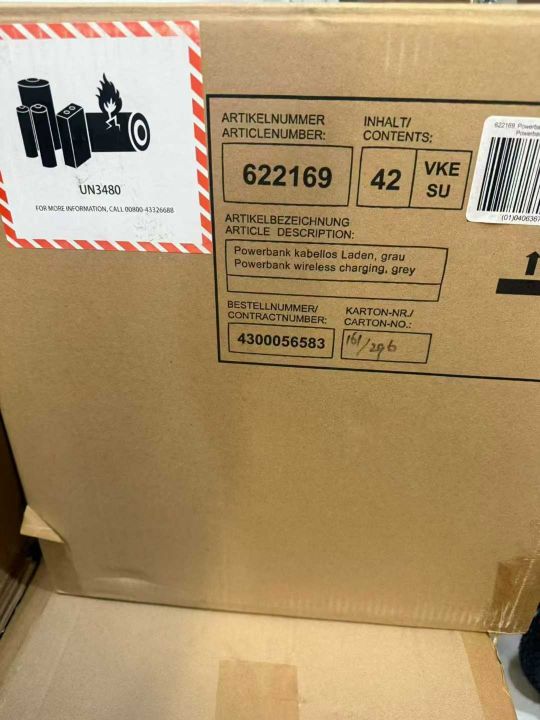 UN3480
FOR MORE INFORMATION, CALL 00800-43326688
ARTIKELNUMMER
ARTICLENUMBER:
622169
INHALT/
CONTENTS:
42
VKE
SU
ARTIKELBEZEICHNUNG
ARTICLE DESCRIPTION:
Powerbank kabellos Laden, grau
Powerbank wireless charging, grey
BESTELLNUMMER/
CONTRACTNUMBER:
4300056583
KARTON-NR./
CARTON-NO.:
161/296
622169